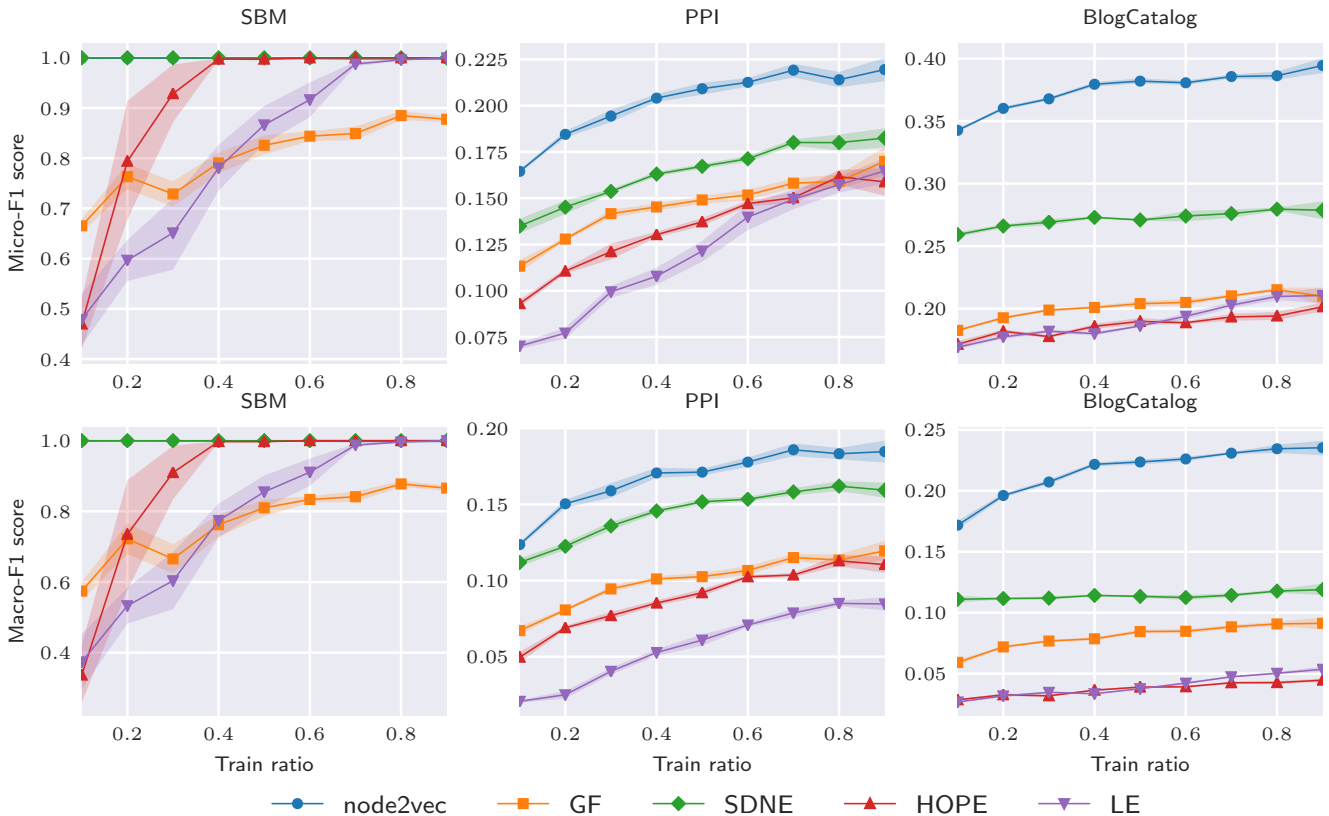 SBM
PPI
BlogCatalog
Micro-F1 score
1.0
0.9
0.8
0.7
0.6
0.5
0.4
0.225
0.200
0.175
0.150
0.125
0.100
0.075
0.40
0.35
0.30
0.25
0.20
0.2 0.4 0.6 0.8
0.2 0.4 0.6 0.8
0.2 0.4 0.6 0.8
SBM
PPI
BlogCatalog
Macro-F1 score
1.0
0.8
0.6
0.4
0.20
0.15
0.10
0.05
0.25
0.20
0.15
0.10
0.05
0.2 0.4 0.6 0.8
0.2 0.4 0.6 0.8
0.2 0.4 0.6 0.8
Train ratio
Train ratio
Train ratio
node2vec GF SDNE HOPE LE